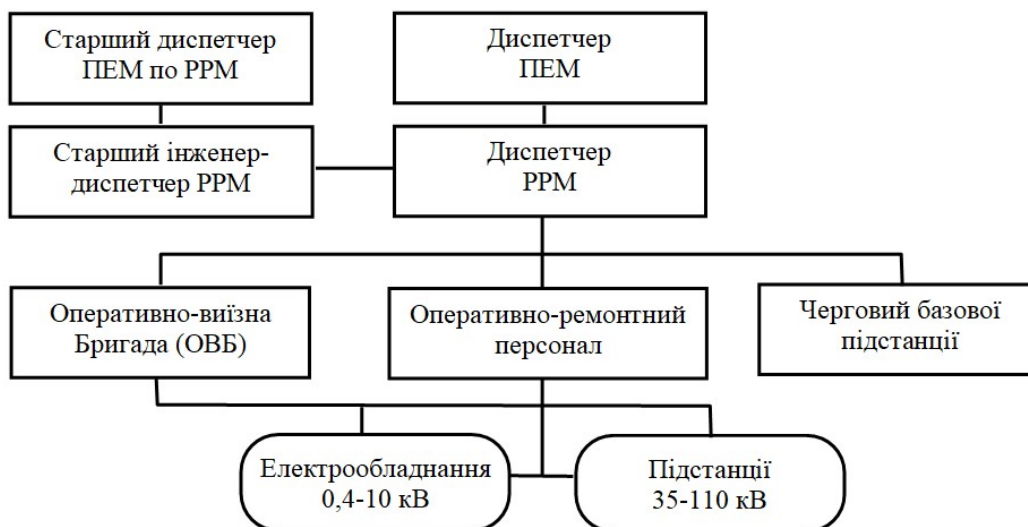 Старший диспетчер
ПЕМ по РРМ
Диспетчер
ПЕМ
Старший інженер-
диспетчер РРМ
Диспетчер
РРМ
Оперативно-виїзна
Бригада (ОВБ)
Оперативно-ремонтний
персонал
Черговий базової
підстанції
Електрообладнання
0,4-10 кВ
Підстанції
35-110 кВ